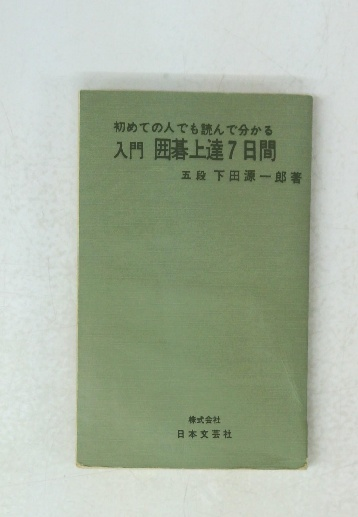 初めての人でも読んで分かる
入門 囲碁上達7日間
五段 下田源一郎著
株式会社
日本文芸社